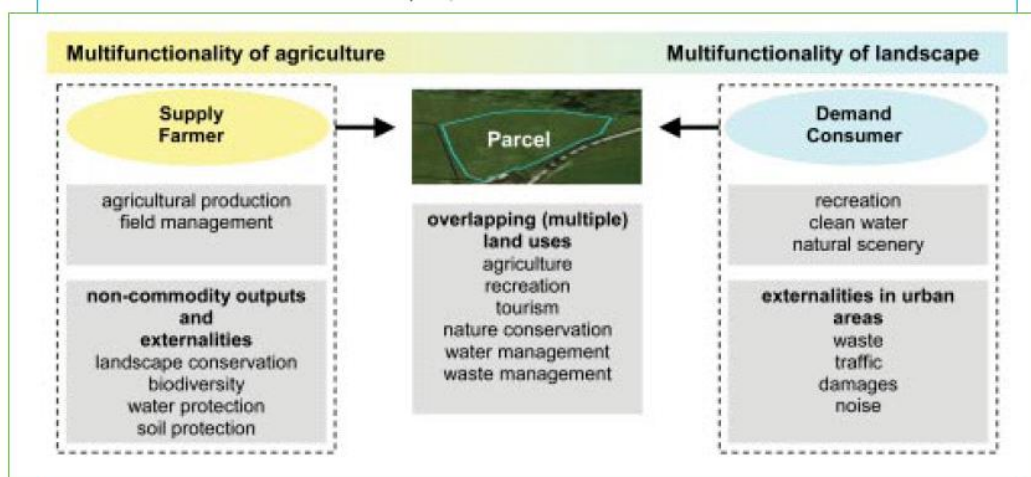 Multifunctionality of agriculture
Multifunctionality of landscape
Supply
Farmer
agricultural production
field management
non-commodity outputs
and
externalities
landscape conservation
biodiversity
water protection
soil protection
Parcel
overlapping (multiple)
land uses
agriculture
recreation
tourism
nature conservation
water management
waste management
Demand
Consumer
recreation
clean water
natural scenery
externalities in urban
areas
waste
traffic
damages
noise